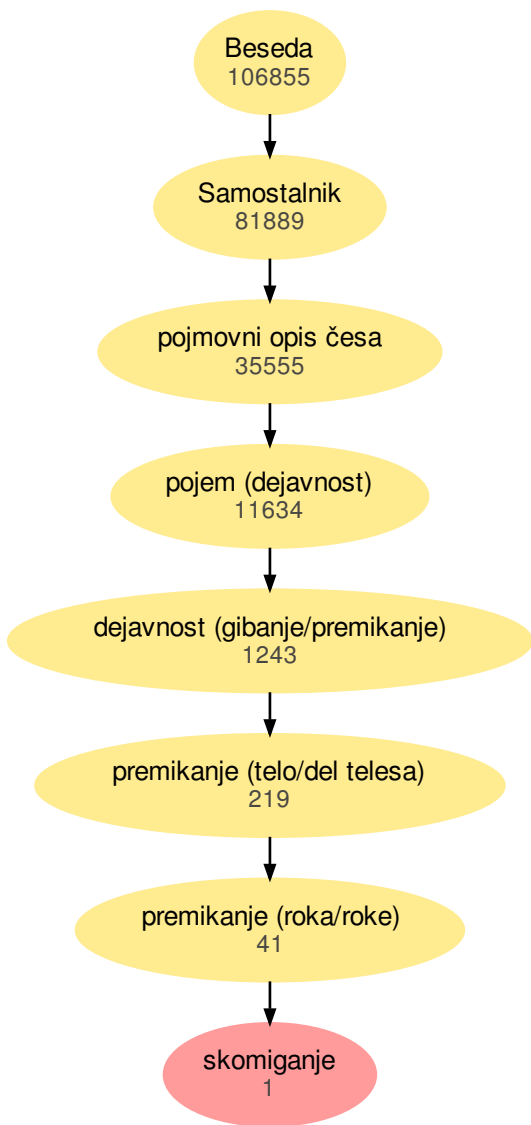 Beseda
106855
Samostalnik
81889
pojmovni opis česa
35555
pojem (dejavnost)
11634
dejavnost (gibanje/premikanje)
1243
premikanje (telo/del telesa)
219
premikanje (roka/roke)
41
skomiganje
1